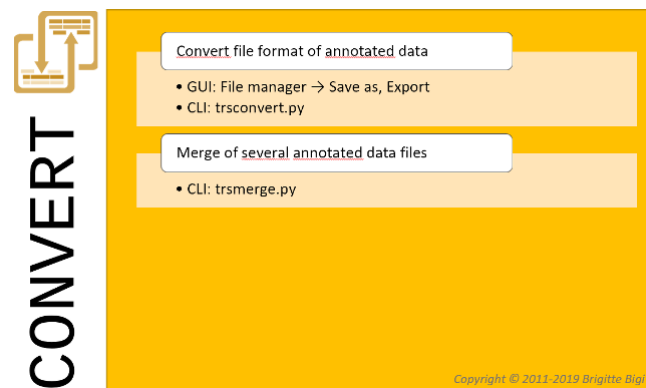 CONVERT
Convert file format of annotated data
• GUI: File manager → Save as, Export
• CLI: trsconvert.py
Merge of several annotated data files
• CLI: trsmerge.py
Copyright © 2011-2019 Brigitte Bigi